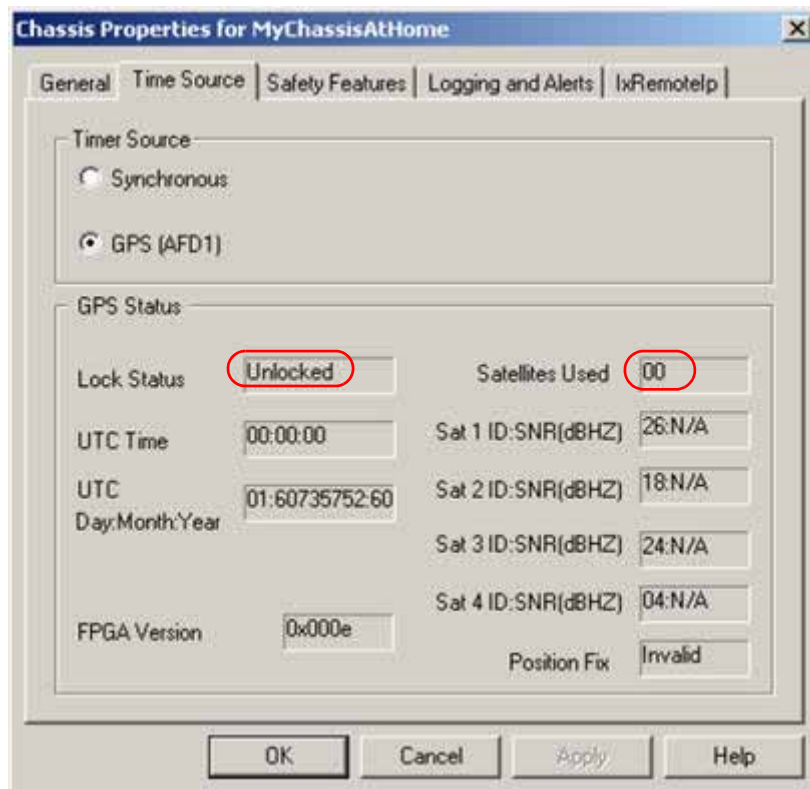 Chassis Properties for MyChassisAtHome
General Time Source Safety Features Logging and Alerts IxRemoteIp
Timer Source
Synchronous
GPS (AFD1)
GPS Status
Lock Status Unlocked Satellites Used 00
UTC Time 00:00:00 Sat 1 ID:SNR(dBHZ) 26:N/A
UTC Day:Month:Year 01:60735752:60 Sat 2 ID:SNR(dBHZ) 18:N/A
Sat 3 ID:SNR(dBHZ) 24:N/A
Sat 4 ID:SNR(dBHZ) 04:N/A
FPGA Version 0x000e Position Fix Invalid
OK Cancel Apply Help